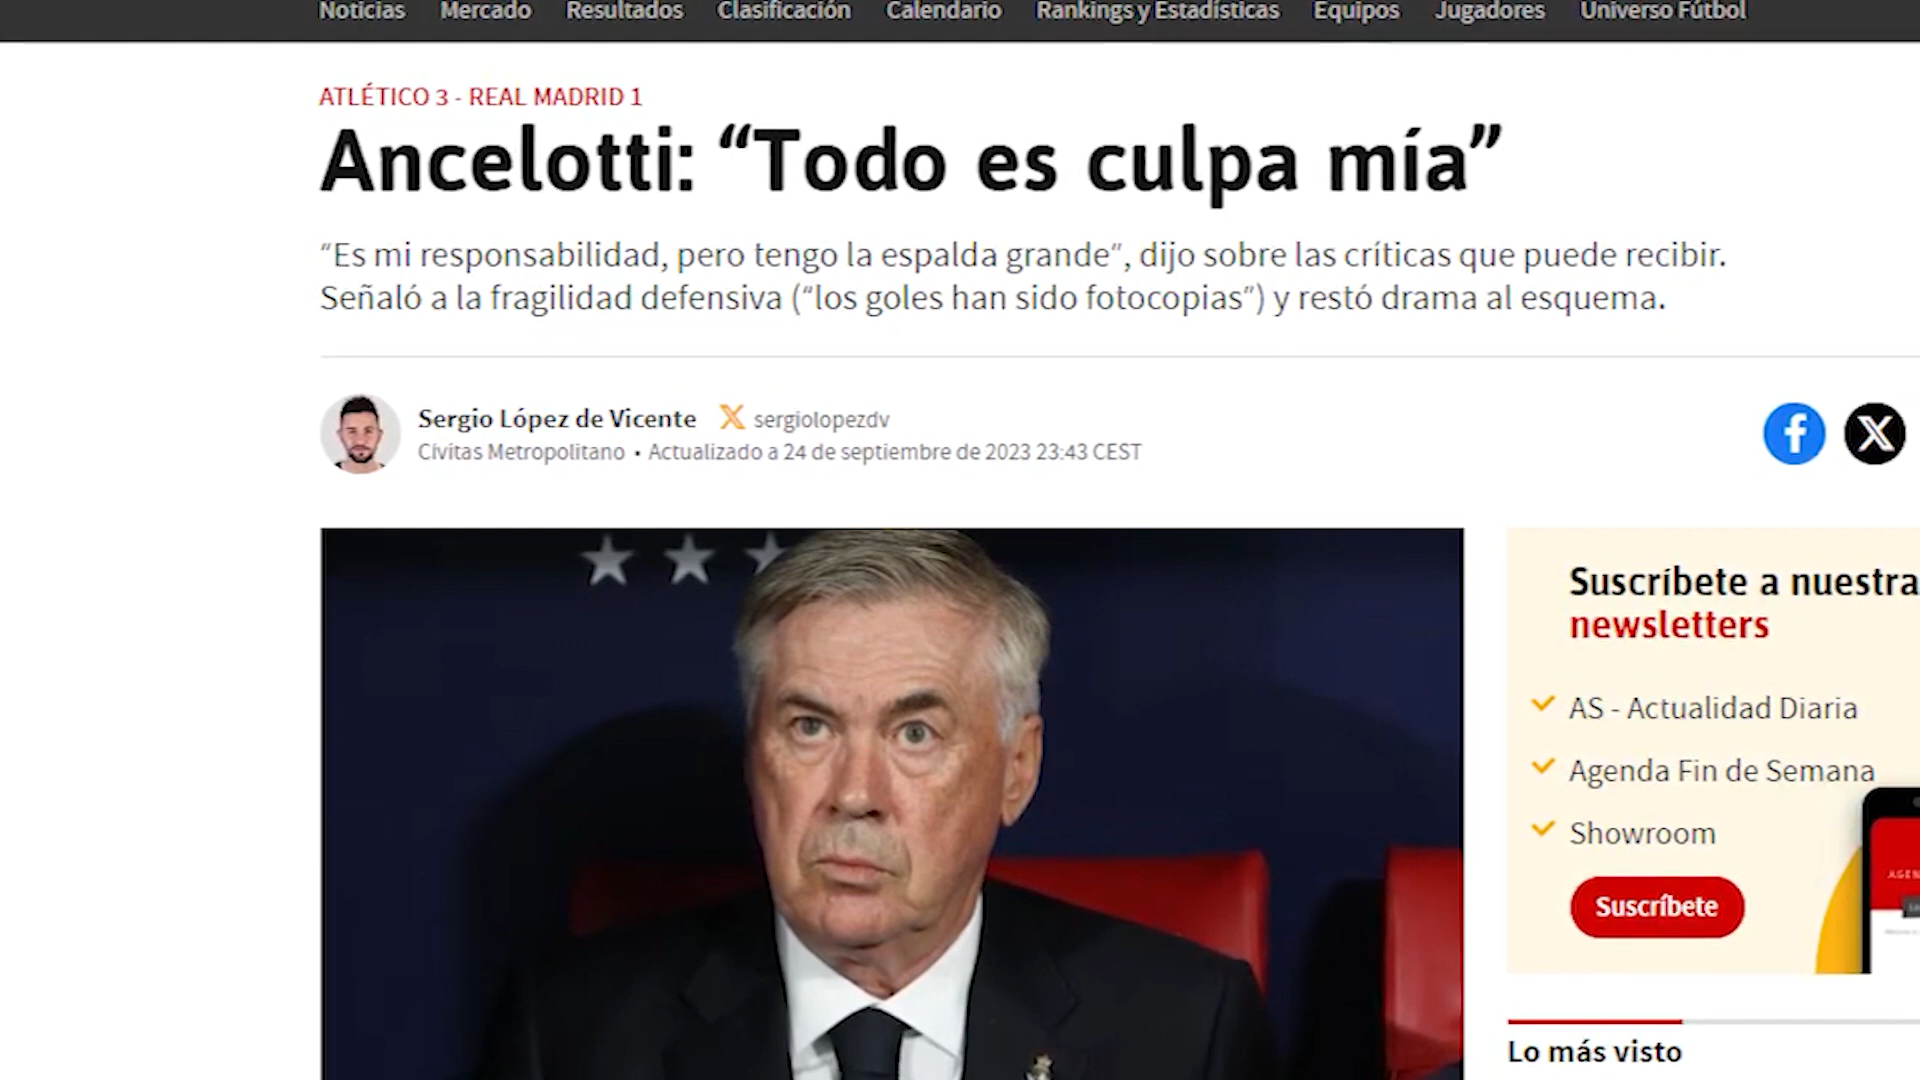 Noticias Mercado Resultados Clasificación Calendario Rankings y Estadísticas Equipos Jugadores Universo Fútbol
ATLÉTICO 3 - REAL MADRID 1
Ancelotti: “Todo es culpa mía”
“Es mi responsabilidad, pero tengo la espalda grande”, dijo sobre las críticas que puede recibir.
Señaló a la fragilidad defensiva (“los goles han sido fotocopias”) y restó drama al esquema.
Sergio López de Vicente sergiolopezdv
Cívitas Metropolitano • Actualizado a 24 de septiembre de 2023 23:43 CEST
Suscríbete a nuestra
newsletters
AS - Actualidad Diaria
Agenda Fin de Semana
Showroom
Suscríbete
Lo más visto